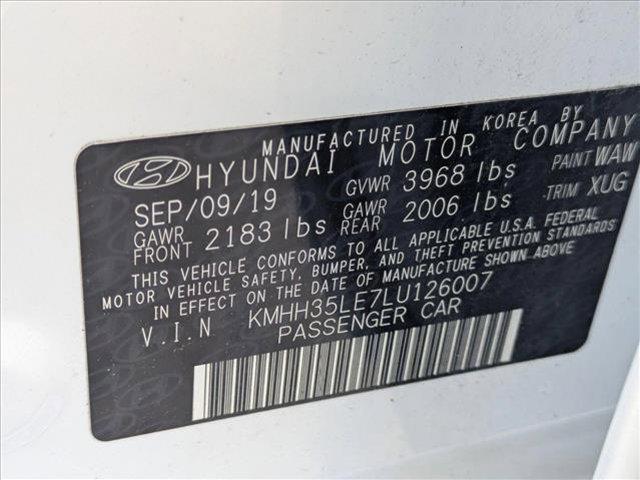 MANUFACTURED IN KOREA BY
HYUNDAI MOTOR COMPANY
SEP/09/19 GVWR 3968 lbs PAINT WAW
GAWR FRONT 2183 lbs GAWR REAR 2006 lbs TRIM XUG
THIS VEHICLE CONFORMS TO ALL APPLICABLE U.S.A. FEDERAL
MOTOR VEHICLE SAFETY, BUMPER, AND THEFT PREVENTION STANDARDS
IN EFFECT ON THE DATE OF MANUFACTURE SHOWN ABOVE.
V.I.N KMHH35LE7LU126007
PASSENGER CAR